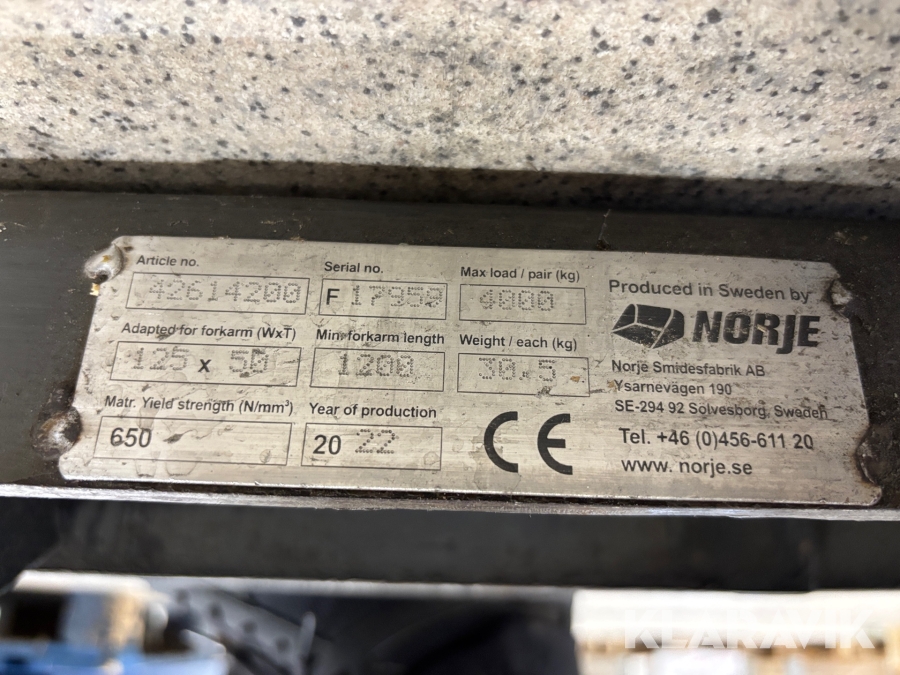 Article no.
42614200
Serial no.
F 17950
Max load / pair (kg)
4000
Adapted for forkarm (WxT)
125 x 50
Min. forkarm length
1200
Weight / each (kg)
30.5
Matr. Yield strength (N/mm³)
650
Year of production
20 22
CE
Produced in Sweden by
NORJE
Norje Smidesfabrik AB
Ysarnevägen 190
SE-294 92 Sölvesborg, Sweden
Tel. +46 (0)456-611 20
www. norje.se
KLARAVIK